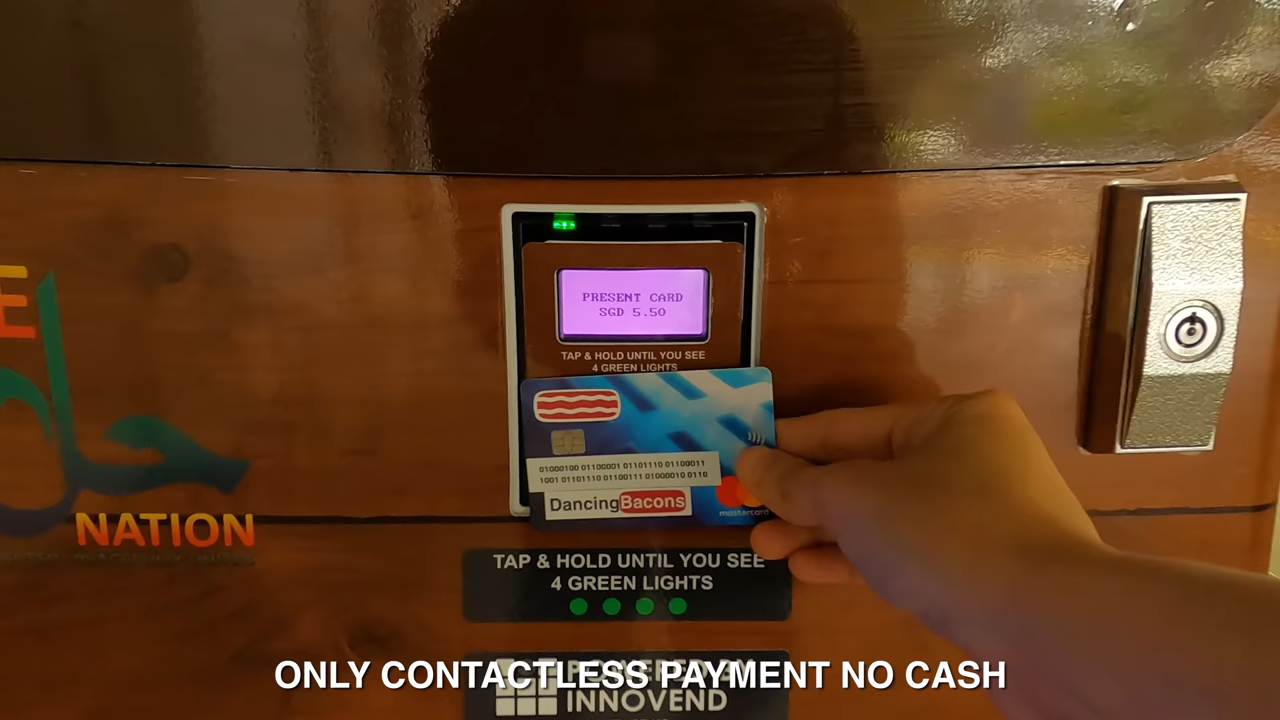 PRESENT CARD
SGD 5.50
TAP & HOLD UNTIL YOU SEE
4 GREEN LIGHTS
01000100 01100001 01101110 01100011
1001 01101110 01100111 01000010 0110
DancingBacons
mastercard
NATION
TAP & HOLD UNTIL YOU SEE
4 GREEN LIGHTS
POWERED BY
INNOVEND
ONLY CONTACTLESS PAYMENT NO CASH